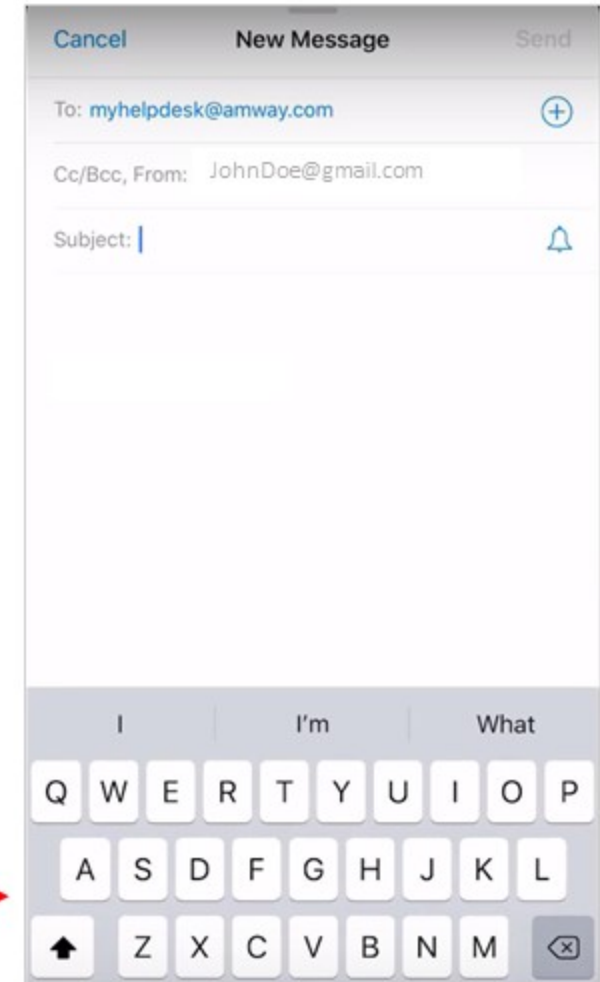 Cancel New Message Send
To: myhelpdesk@amway.com
Cc/Bcc, From: JohnDoe@gmail.com
Subject:
I I'm What
Q W E R T Y U I O P
A S D F G H J K L
Z X C V B N M